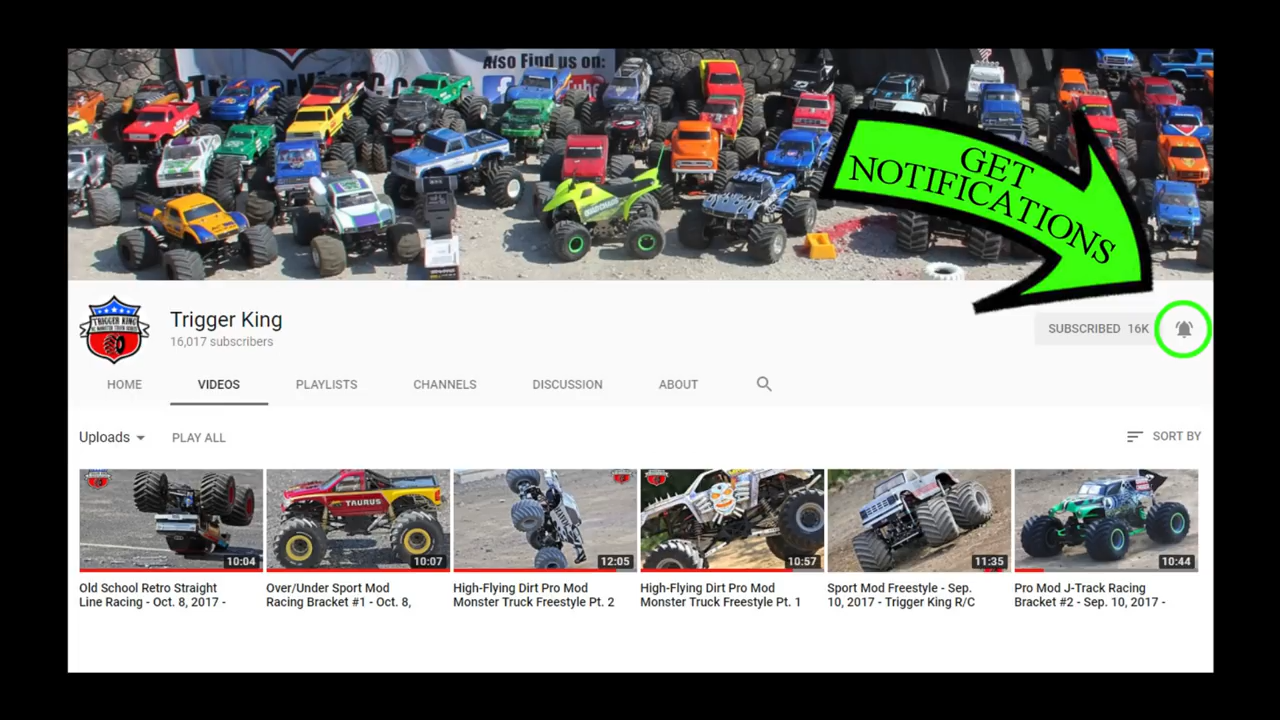 Also Find us on:
GET
NOTIFICATIONS
TRIGGER KING
Trigger King
16,017 subscribers
SUBSCRIBED 16K
HOME
VIDEOS
PLAYLISTS
CHANNELS
DISCUSSION
ABOUT
Uploads
PLAY ALL
SORT BY
TAURUS
10:04
10:07
12:05
10:57
11:35
10:44
Old School Retro Straight
Line Racing - Oct. 8, 2017 -
Over/Under Sport Mod
Racing Bracket #1 - Oct. 8,
High-Flying Dirt Pro Mod
Monster Truck Freestyle Pt. 2
High-Flying Dirt Pro Mod
Monster Truck Freestyle Pt. 1
Sport Mod Freestyle - Sep.
10, 2017 - Trigger King R/C
Pro Mod J-Track Racing
Bracket #2 - Sep. 10, 2017 -